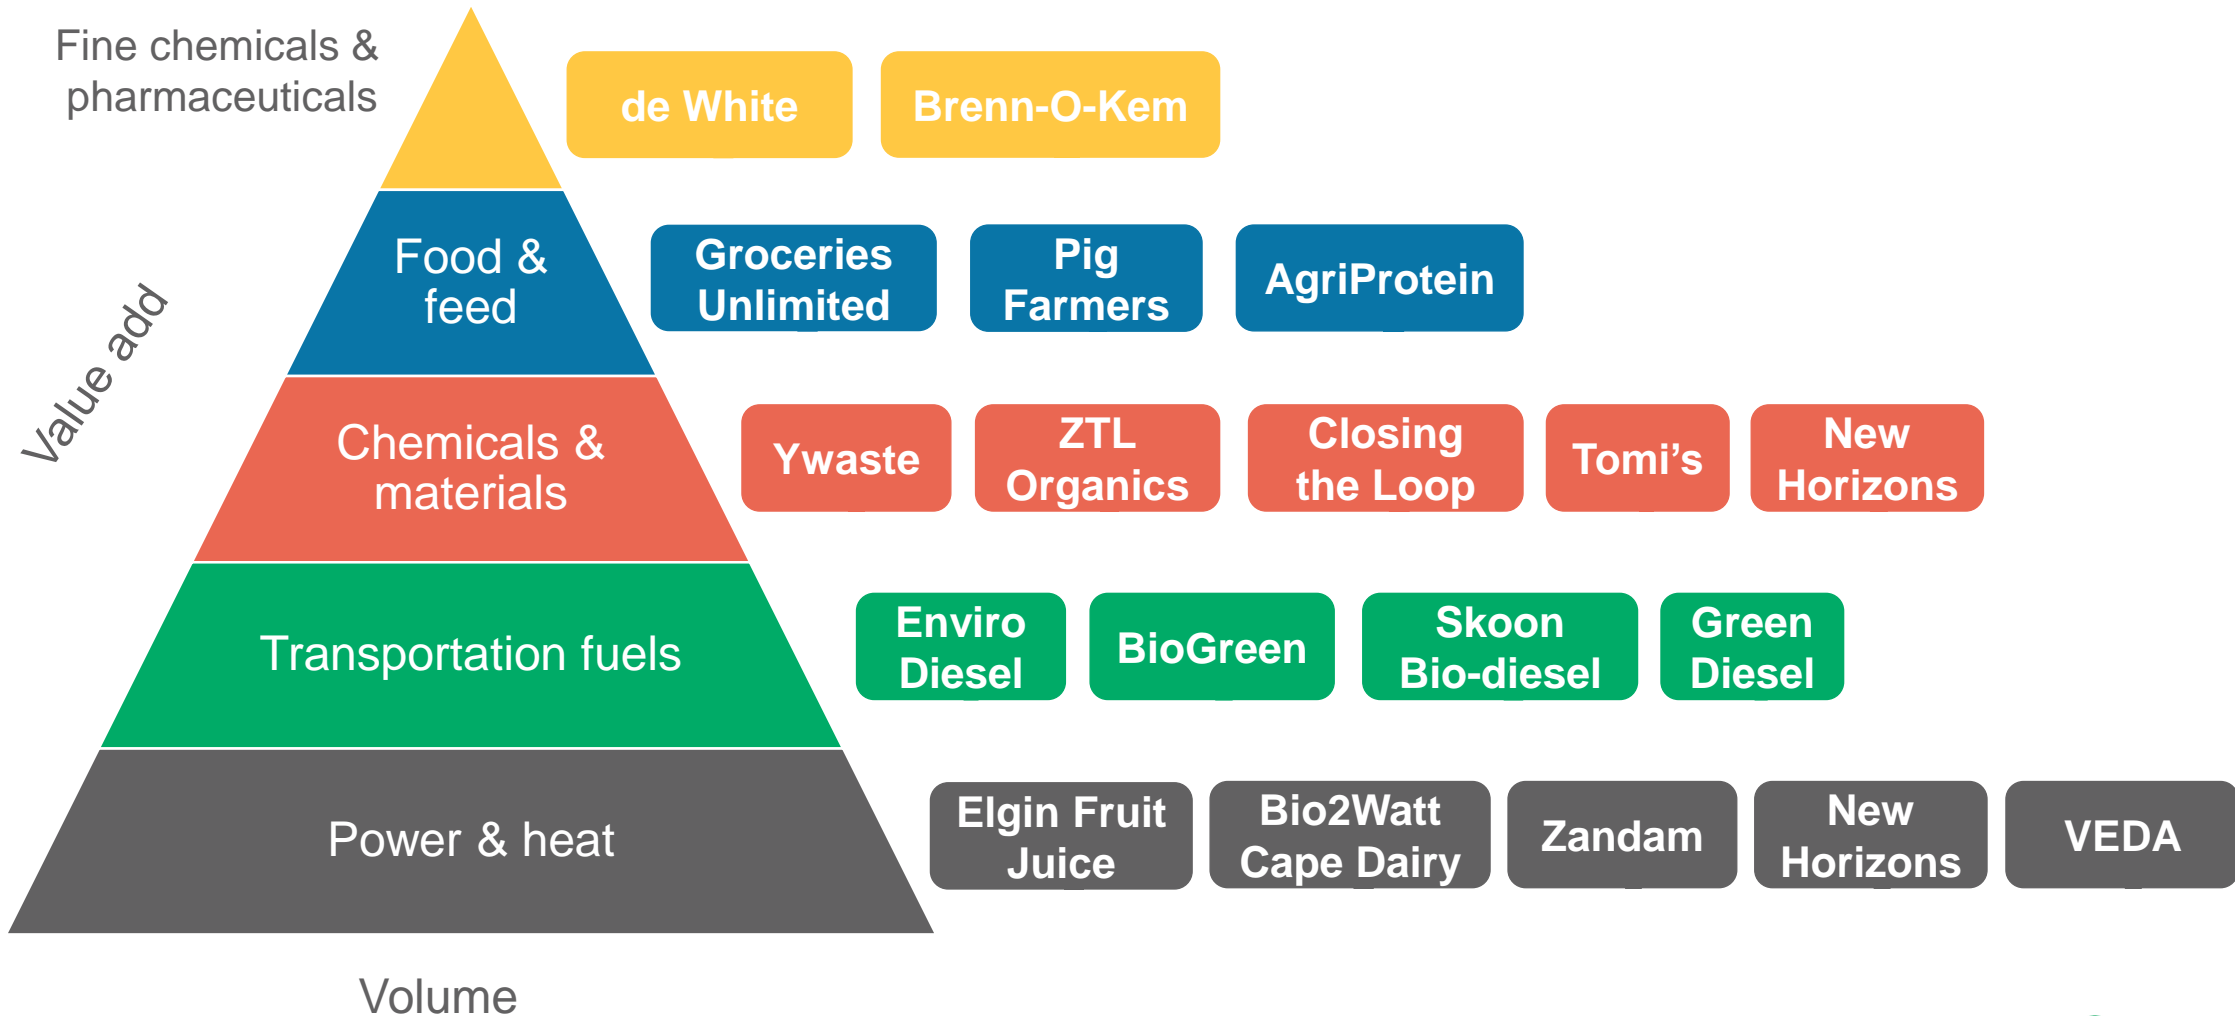 Fine chemicals &
pharmaceuticals
de White
Brenn-O-Kem
Food &
feed
Groceries
Unlimited
Pig
Farmers
AgriProtein
Value add
Chemicals &
materials
Ywaste
ZTL
Organics
Closing
the Loop
Tomi’s
New
Horizons
Transportation fuels
Enviro
Diesel
BioGreen
Skoon
Bio-diesel
Green
Diesel
Power & heat
Elgin Fruit
Juice
Bio2Watt
Cape Dairy
Zandam
New
Horizons
VEDA
Volume